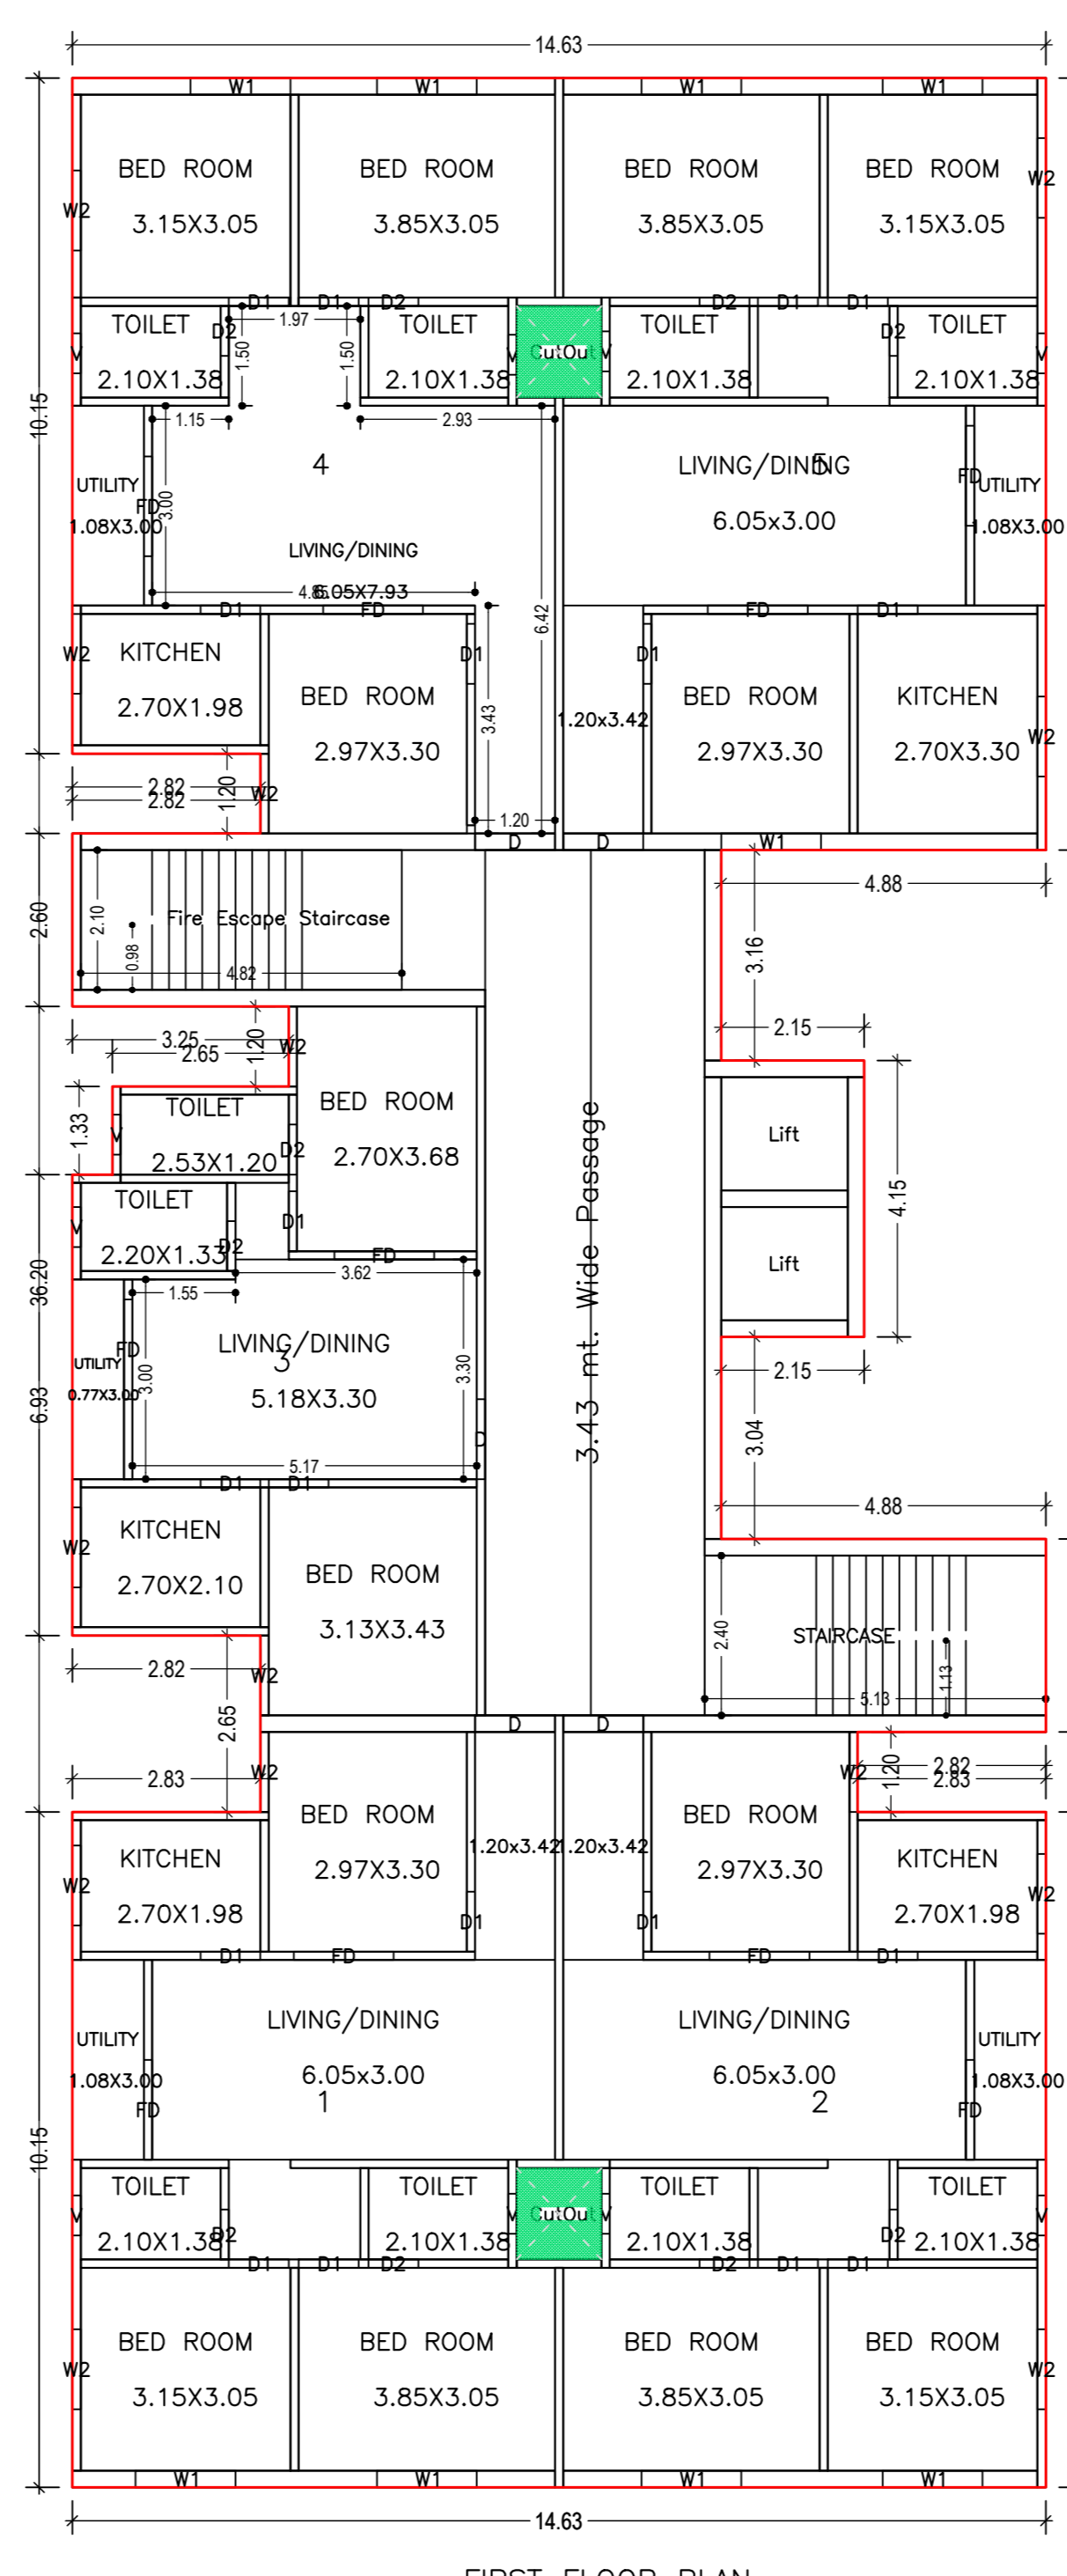 14.63
W1 W1 W1 W1
BED ROOM BED ROOM BED ROOM BED ROOM
3.15X3.05 3.85X3.05 3.85X3.05 3.15X3.05
W2 W2
D1 D1 D2 D2 D1 D1
TOILET D2 1.97 TOILET TOILET D2 TOILET
V 1.50 1.50 V CutOut V V
2.10X1.38 2.10X1.38 2.10X1.38 2.10X1.38
10.15
1.15 2.93
4 LIVING/DINING 5
UTILITY FD 3.00 6.05x3.00 FD UTILITY
1.08X3.00 1.08X3.00
LIVING/DINING
4.85 6.05X7.93
D1 FD 6.42 FD D1
KITCHEN D1 D1
W2 BED ROOM BED ROOM KITCHEN
2.70X1.98 3.43 1.20x3.42 W2
2.97X3.30 2.97X3.30 2.70X3.30
2.82 1.20 W2
2.82
1.20
D D W1
4.88
2.60 2.10 Fire Escape Staircase
0.98 3.16
4.82
3.25 1.20 W2 2.15
2.65
1.33 TOILET BED ROOM Lift
V 2.53X1.20 D2 2.70X3.68
TOILET 4.15
V 2.20X1.33 D2 D1 FD Lift
36.20
3.62
1.55
FD LIVING/DINING
UTILITY 3
0.77X3.00 3.00 5.18X3.30 3.30 2.15
6.93 D 3.04
3.43 mt. Wide Passage
5.17
D1 D1 4.88
KITCHEN
W2 BED ROOM
2.70X2.10
3.13X3.43 2.40 STAIRCASE
2.82 W2 1.13
5.13
2.65 D D
2.83 W2 W2 1.20 2.82
2.83
BED ROOM BED ROOM
KITCHEN 1.20x3.42 1.20x3.42 KITCHEN
2.97X3.30 2.97X3.30
W2 2.70X1.98 D1 D1 2.70X1.98 W2
D1 FD FD D1
LIVING/DINING LIVING/DINING
UTILITY UTILITY
6.05x3.00 6.05x3.00
1.08X3.00 1 2 1.08X3.00
FD FD
10.15
TOILET TOILET TOILET TOILET
V D2 V CutOut V D2 V
2.10X1.38 2.10X1.38 2.10X1.38 2.10X1.38
D1 D1 D2 D2 D1 D1
BED ROOM BED ROOM BED ROOM BED ROOM
W2 W2
3.15X3.05 3.85X3.05 3.85X3.05 3.15X3.05
W1 W1 W1 W1
14.63
FIRST FLOOR PLAN